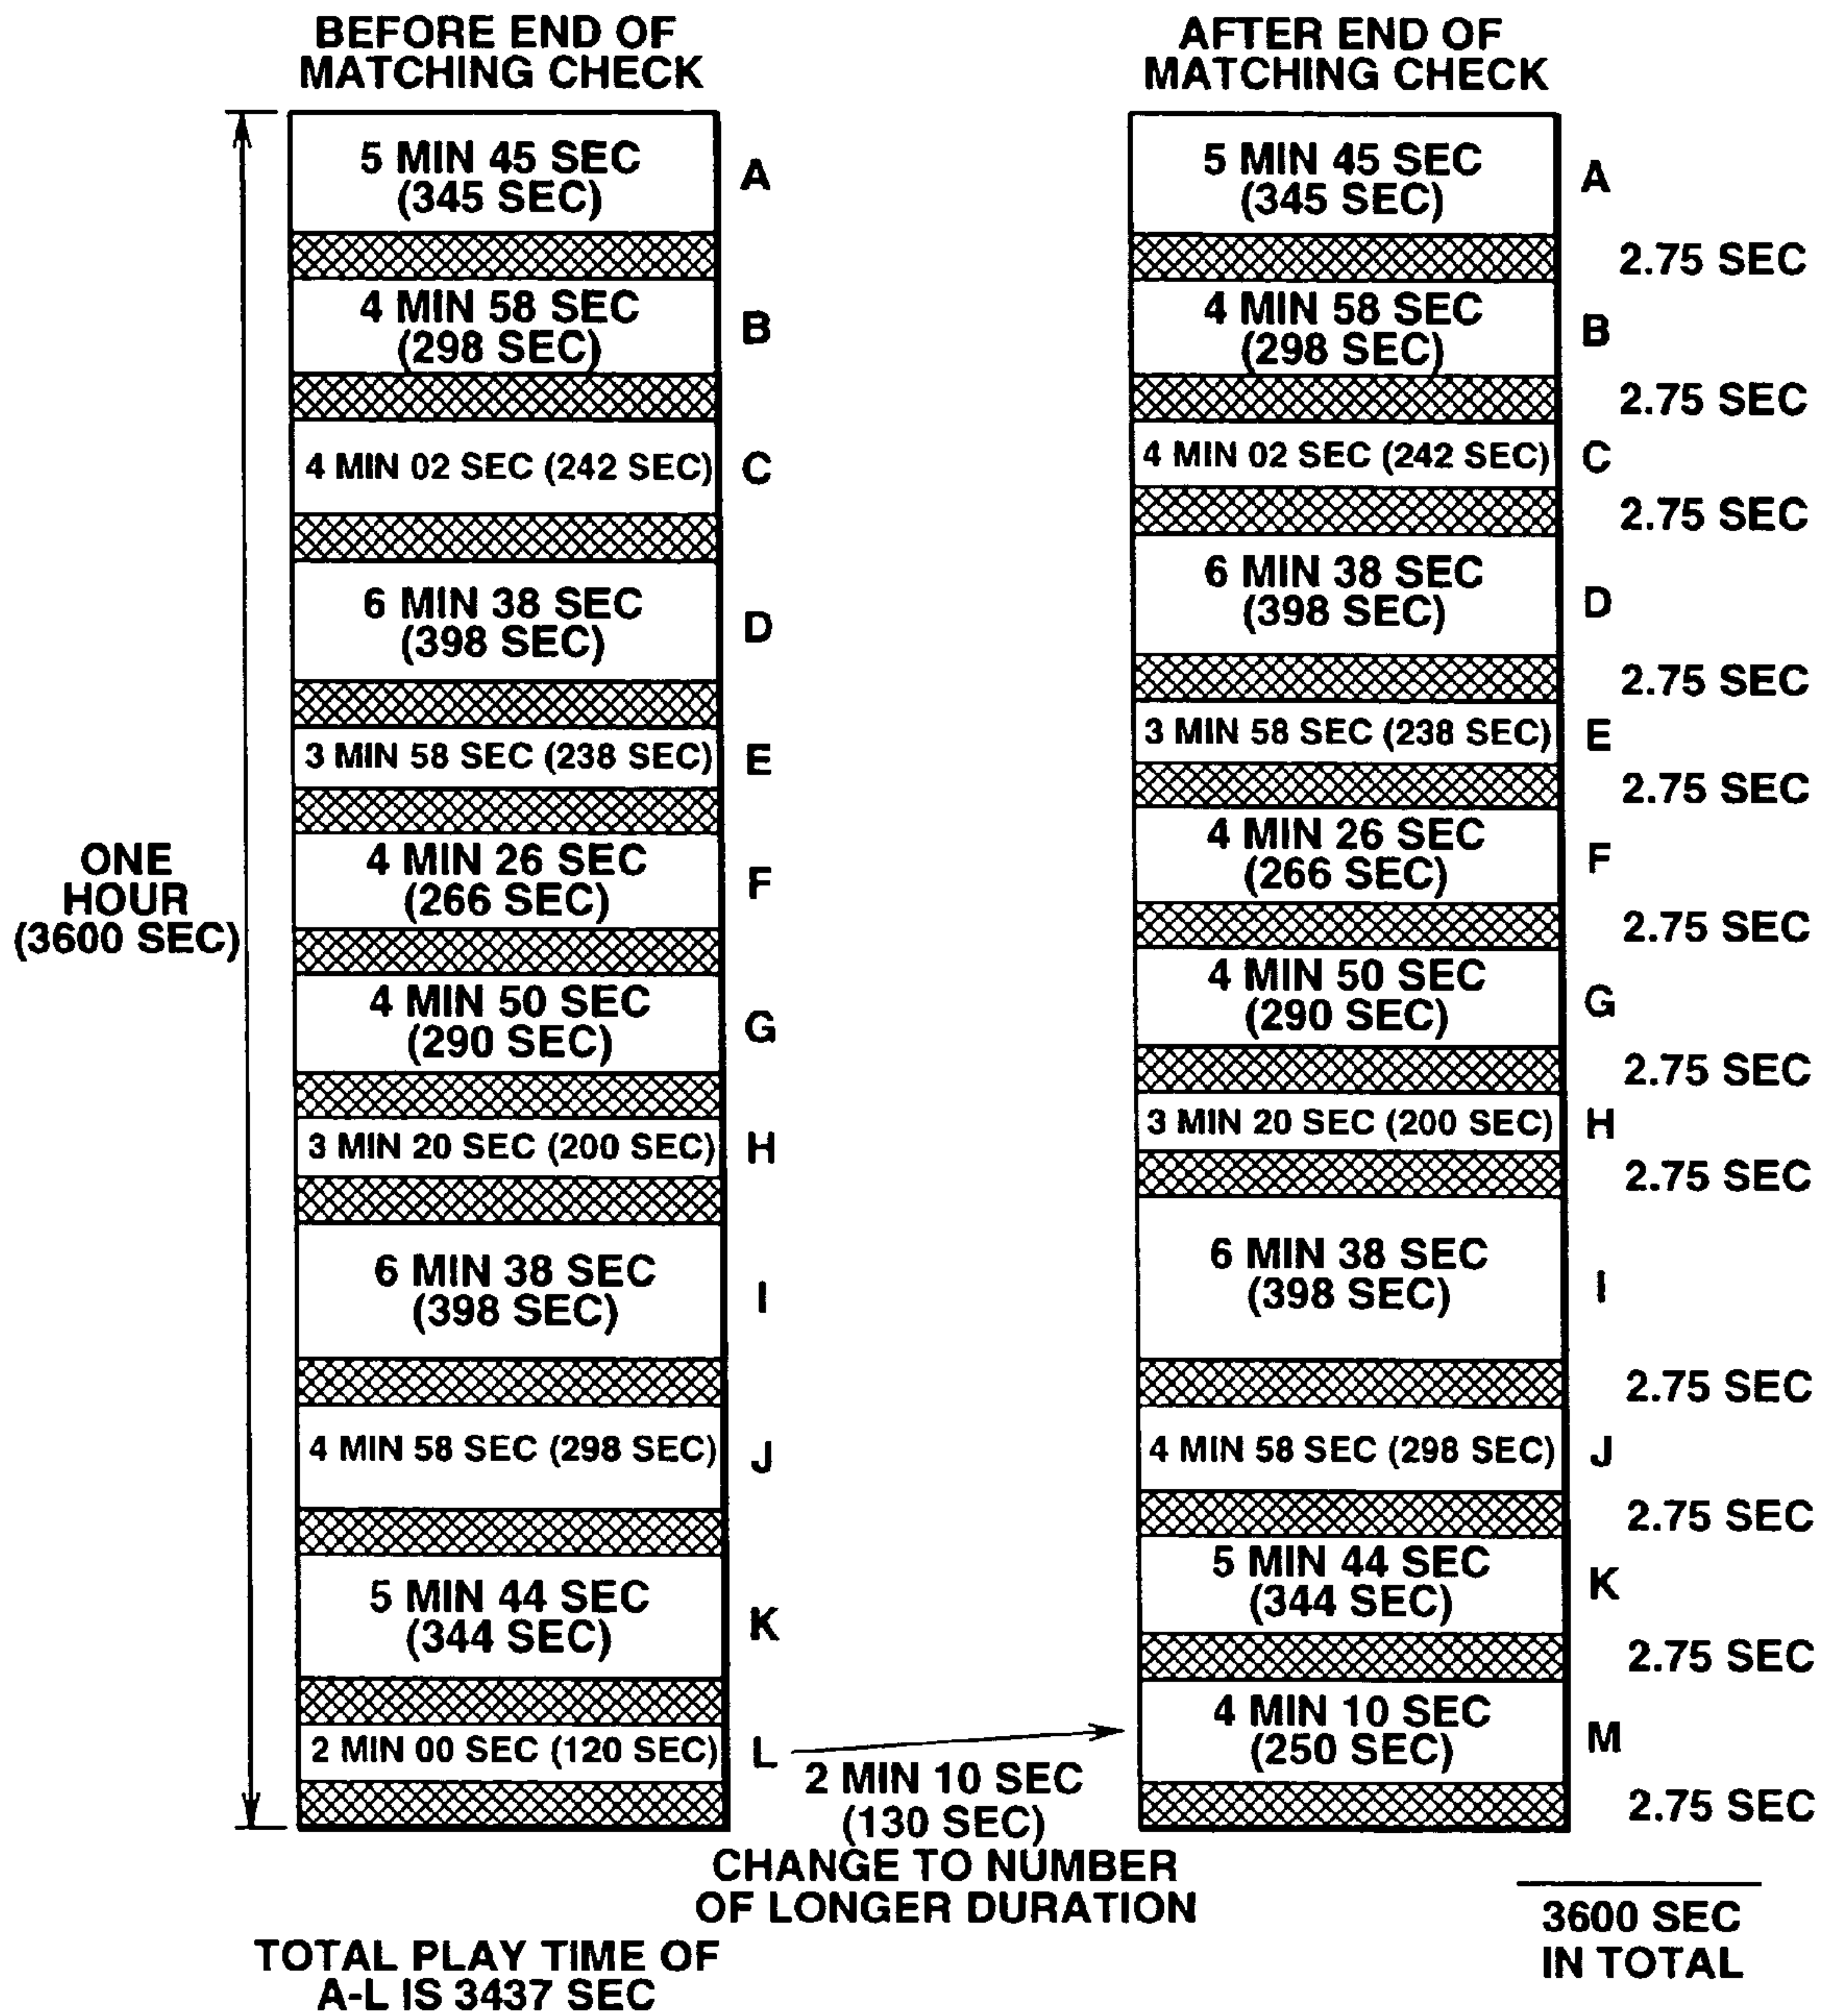 BEFORE END OF
MATCHING CHECK
5 MIN 45 SEC
(345 SEC)
A
4 MIN 58 SEC
(298 SEC)
B
4 MIN 02 SEC (242 SEC)
C
6 MIN 38 SEC
(398 SEC)
D
3 MIN 58 SEC (238 SEC)
E
4 MIN 26 SEC
(266 SEC)
F
ONE
HOUR
(3600 SEC)
4 MIN 50 SEC
(290 SEC)
G
3 MIN 20 SEC (200 SEC)
H
6 MIN 38 SEC
(398 SEC)
I
4 MIN 58 SEC (298 SEC)
J
5 MIN 44 SEC
(344 SEC)
K
2 MIN 00 SEC (120 SEC)
L
2 MIN 10 SEC
(130 SEC)
CHANGE TO NUMBER
OF LONGER DURATION
TOTAL PLAY TIME OF
A-L IS 3437 SEC
AFTER END OF
MATCHING CHECK
5 MIN 45 SEC
(345 SEC)
A
2.75 SEC
4 MIN 58 SEC
(298 SEC)
B
2.75 SEC
4 MIN 02 SEC (242 SEC)
C
2.75 SEC
6 MIN 38 SEC
(398 SEC)
D
2.75 SEC
3 MIN 58 SEC (238 SEC)
E
2.75 SEC
4 MIN 26 SEC
(266 SEC)
F
2.75 SEC
4 MIN 50 SEC
(290 SEC)
G
2.75 SEC
3 MIN 20 SEC (200 SEC)
H
2.75 SEC
6 MIN 38 SEC
(398 SEC)
I
2.75 SEC
4 MIN 58 SEC (298 SEC)
J
2.75 SEC
5 MIN 44 SEC
(344 SEC)
K
2.75 SEC
4 MIN 10 SEC
(250 SEC)
M
2.75 SEC
3600 SEC
IN TOTAL